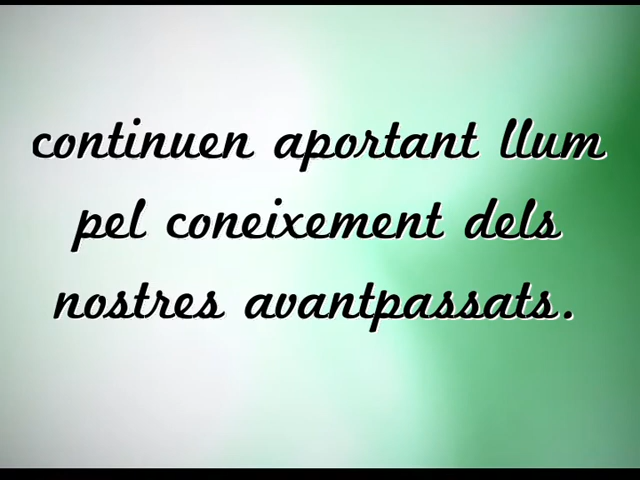 continuen aportant llum
pel coneixement dels
nostres avantpassats.